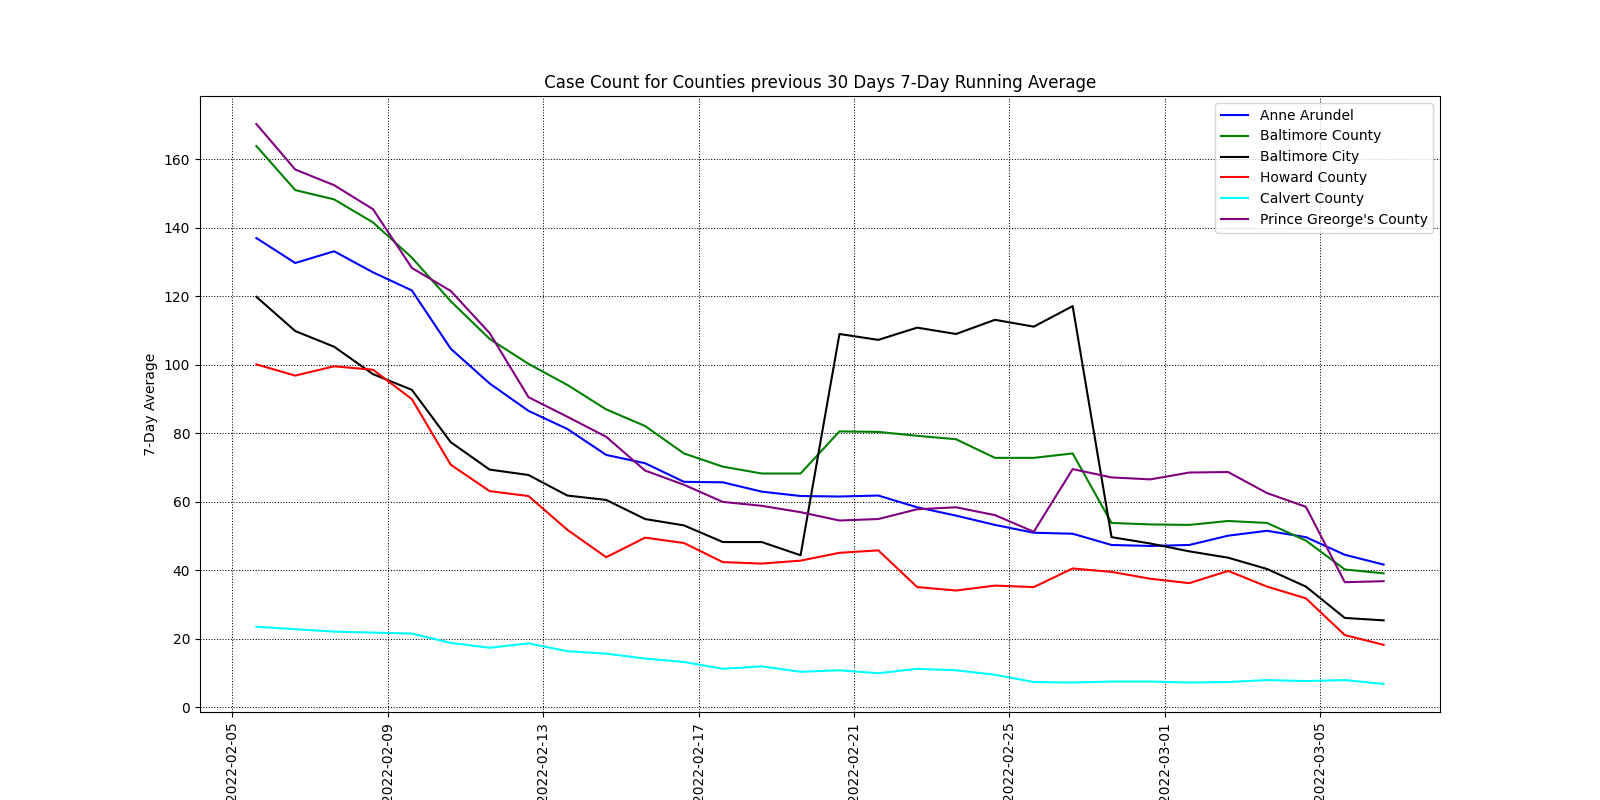 Case Count for Counties previous 30 Days 7-Day Running Average
Anne Arundel
Baltimore County
Baltimore City
Howard County
Calvert County
Prince Greorge's County
7-Day Average
160
140
120
100
80
60
40
20
0
2022-02-05
2022-02-09
2022-02-13
2022-02-17
2022-02-21
2022-02-25
2022-03-01
2022-03-05